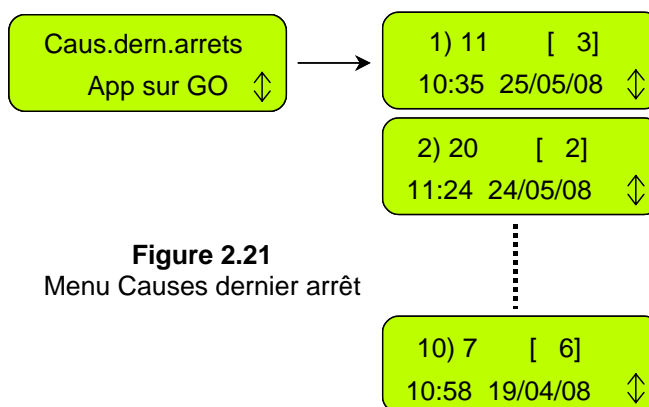 Caus.dern.arrets
App sur GO ↕
1) 11 [ 3]
10:35 25/05/08 ↕
2) 20 [ 2]
11:24 24/05/08 ↕
Figure 2.21
Menu Causes dernier arrêt
10) 7 [ 6]
10:58 19/04/08 ↕